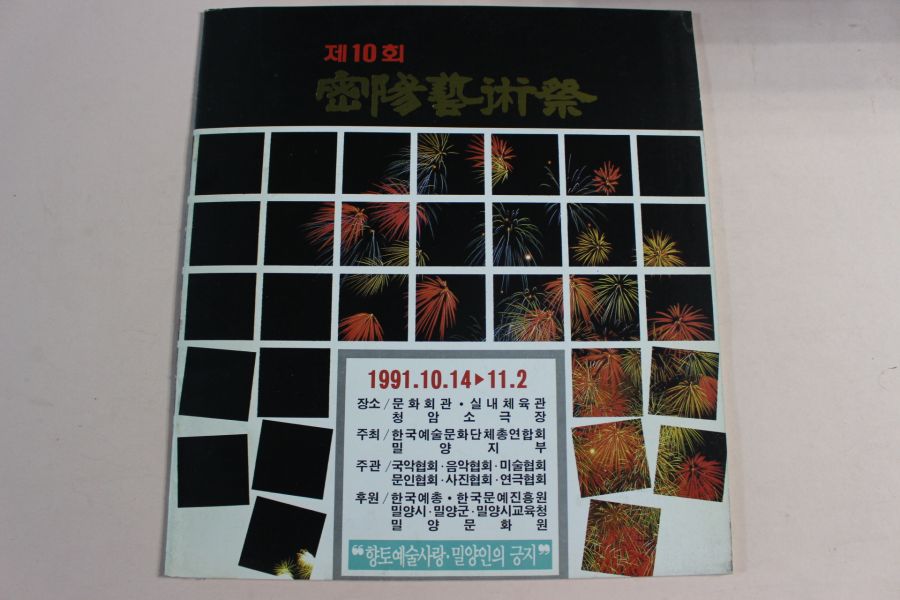 제10회
密陽藝術祭
1991.10.14▶11.2
장소/문화회관·실내체육관
청암소극장
주최/한국예술문화단체총연합회
밀양지부
주관/국악협회·음악협회·미술협회
문인협회·사진협회·연극협회
후원/한국예총·한국문예진흥원
밀양시·밀양군·밀양시교육청
밀양문화원
“향토예술사랑·밀양인의 긍지”